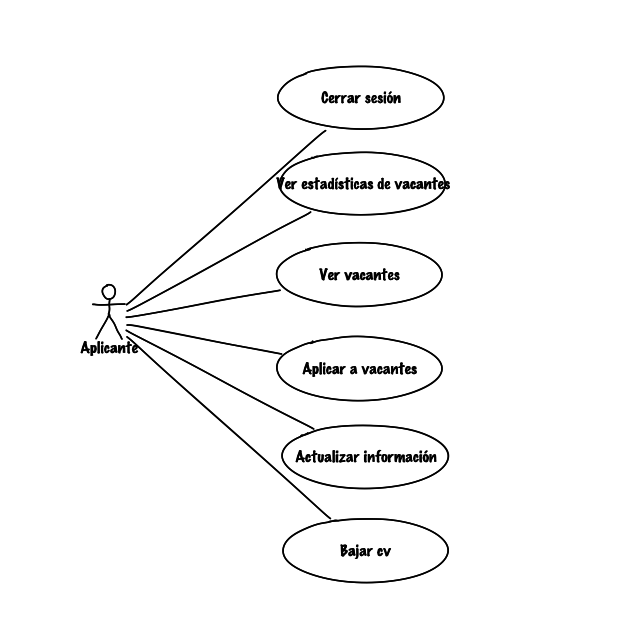 Cerrar sesión
Ver estadísticas de vacantes
Ver vacantes
Aplicante
Aplicar a vacantes
Actualizar información
Bajar cv